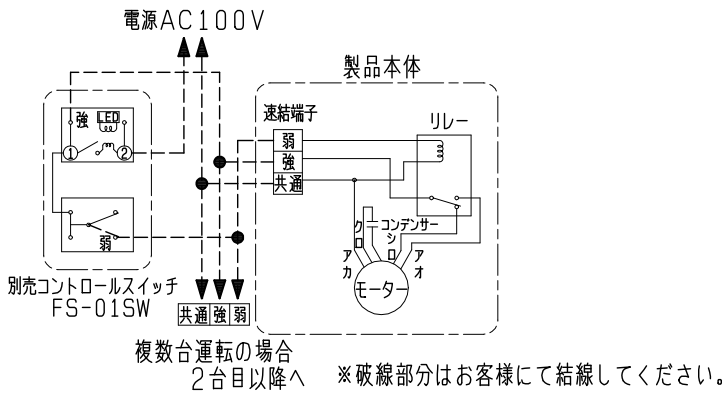 電源AC100V
製品本体
速結端子
リレー
強
LED
弱
① ②
強
共通
コンデンサー
クロ
シロ
アカ
アオ
弱
モーター
別売コントロールスイッチ
FS-01SW
共通 強 弱
複数台運転の場合
2台目以降へ
※破線部分はお客様にて結線してください。